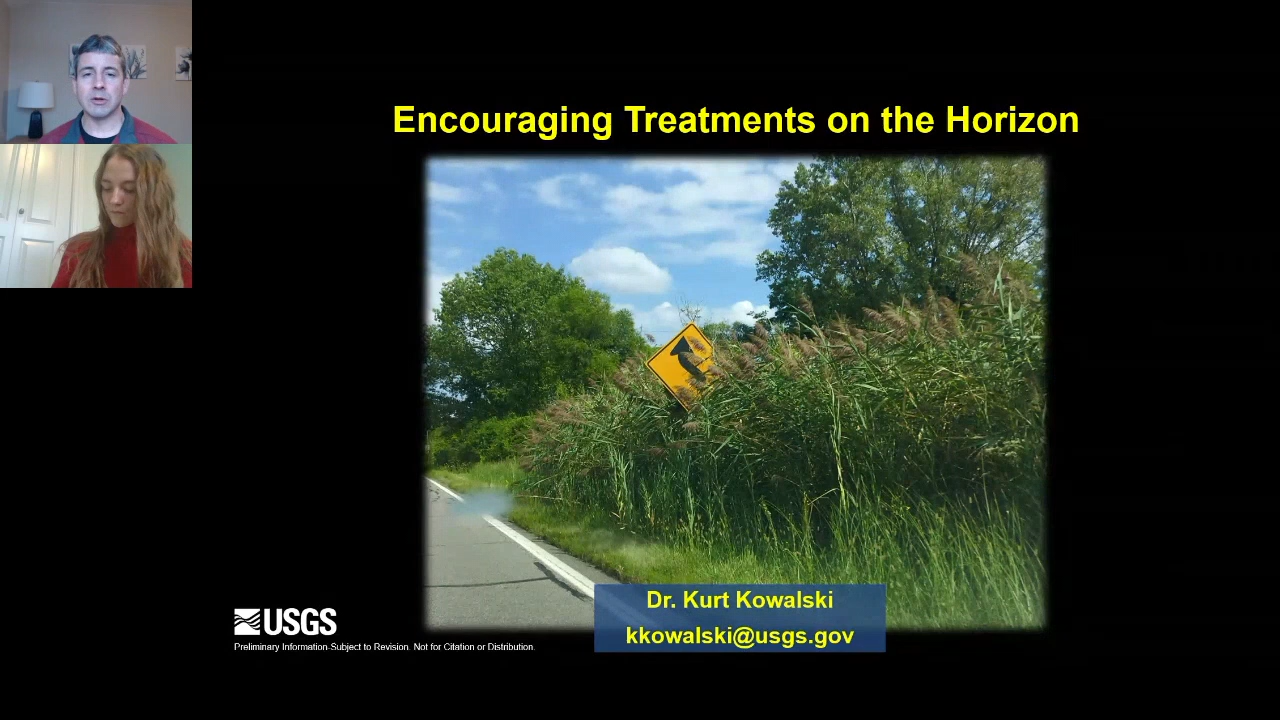 Encouraging Treatments on the Horizon
Dr. Kurt Kowalski
kkowalski@usgs.gov
USGS
Preliminary Information-Subject to Revision. Not for Citation or Distribution.